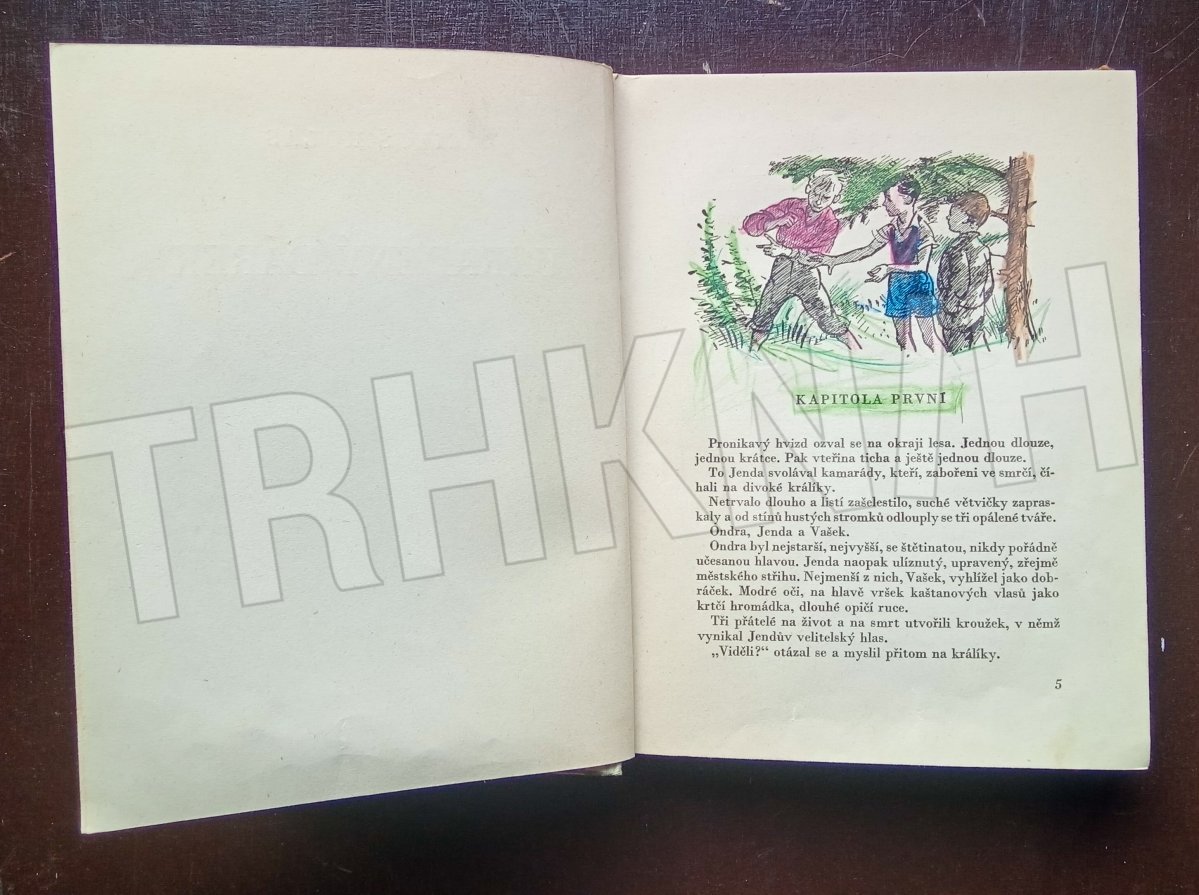 TRHKNIH
KAPITOLA PRVNÍ
Pronikavý hvizd ozval se na okraji lesa. Jednou dlouze,
jednou krátce. Pak vteřina ticha a ještě jednou dlouze.
To Jenda svolával kamarády, kteří, zabořeni ve smrčí, čí-
hali na divoké králíky.
Netrvalo dlouho a listí zašelestilo, suché větvičky zapras-
kaly a od stínů hustých stromků odlouply se tři opálené tváře.
Ondra, Jenda a Vašek.
Ondra byl nejstarší, nejvyšší, se štětinatou, nikdy pořádně
učesanou hlavou. Jenda naopak ulíznutý, upravený, zřejmě
městského střihu. Nejmenší z nich, Vašek, vyhlížel jako dob-
ráček. Modré oči, na hlavě vršek kaštanových vlasů jako
krtčí hromádka, dlouhé opičí ruce.
Tři přátelé na život a na smrt utvořili kroužek, v němž
vynikal Jendův velitelský hlas.
„Viděli?“ otázal se a myslil přitom na králíky.
5